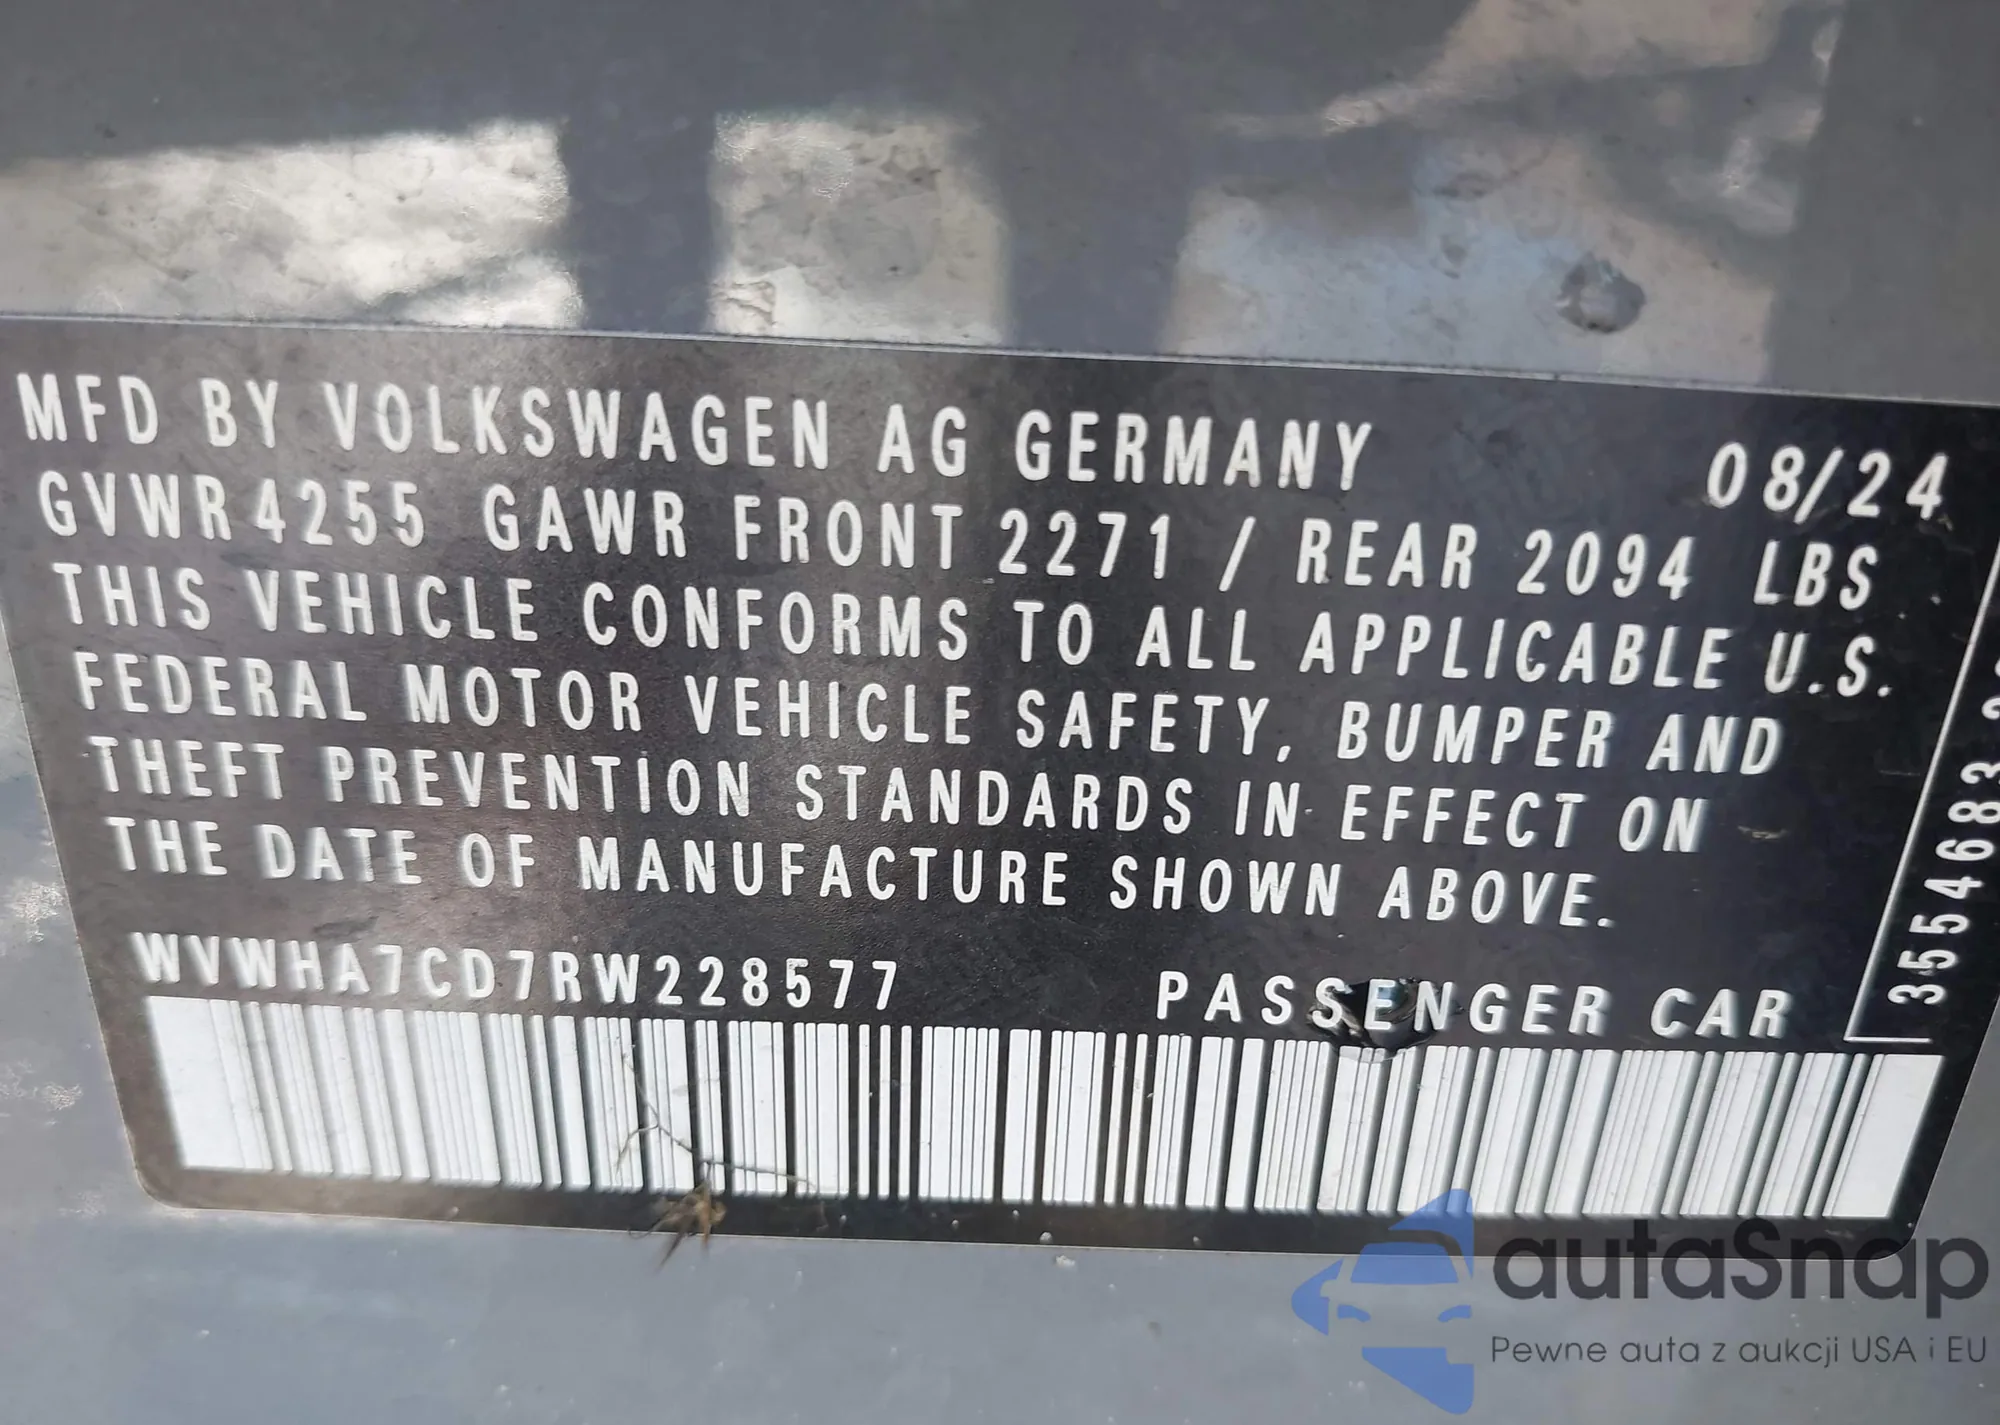 MFD BY VOLKSWAGEN AG GERMANY 08/24
GVWR 4255 GAWR FRONT 2271 / REAR 2094 LBS
THIS VEHICLE CONFORMS TO ALL APPLICABLE U.S.
FEDERAL MOTOR VEHICLE SAFETY, BUMPER AND
THEFT PREVENTION STANDARDS IN EFFECT ON
THE DATE OF MANUFACTURE SHOWN ABOVE.
WVWHA7CD7RW228577 PASSENGER CAR
3554683
autaSnap
Pewne auta z aukcji USA i EU